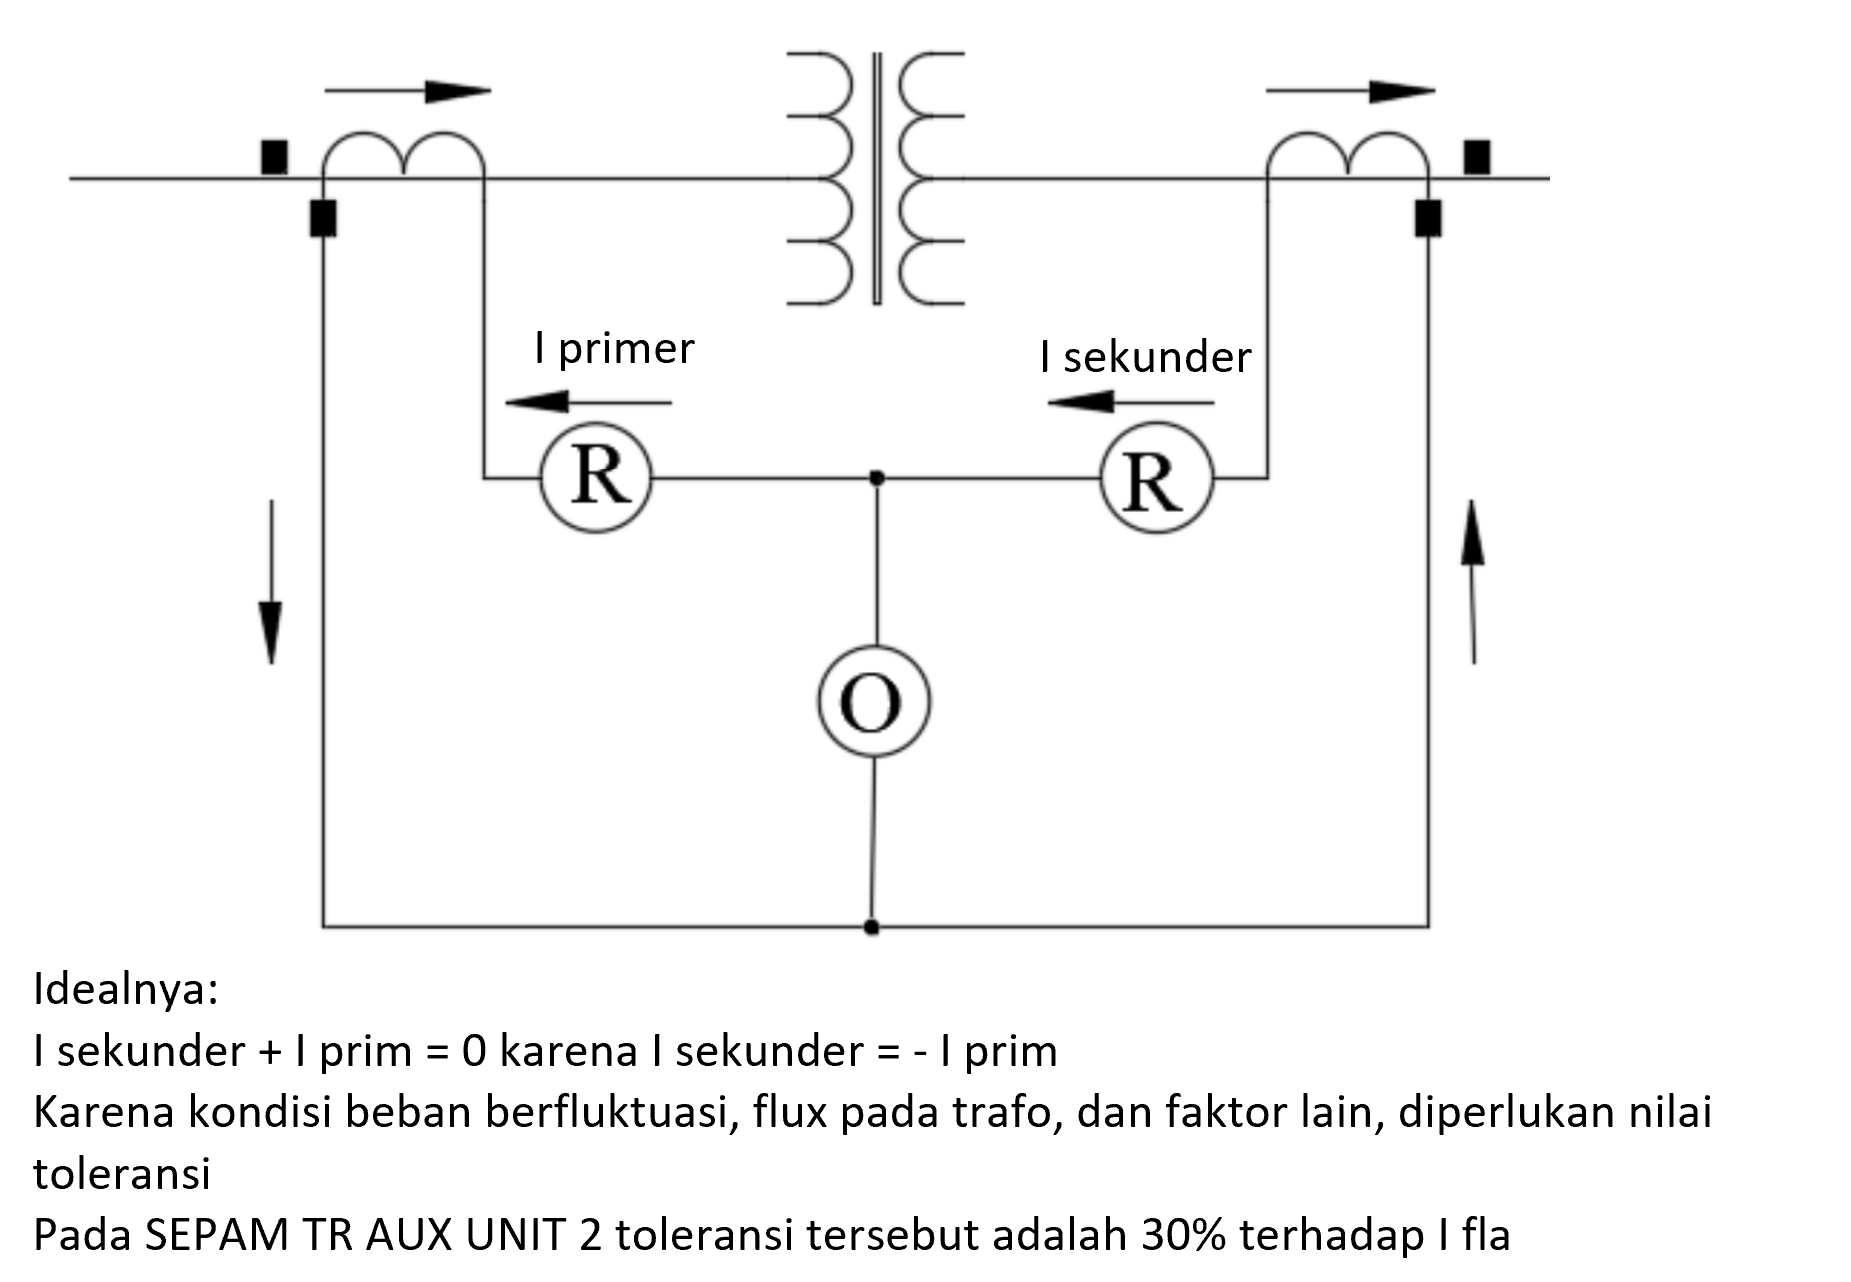 I primer
I sekunder
R
R
O
Idealnya:
I sekunder + I prim = 0 karena I sekunder = - I prim
Karena kondisi beban berfluktuasi, flux pada trafo, dan faktor lain, diperlukan nilai
toleransi
Pada SEPAM TR AUX UNIT 2 toleransi tersebut adalah 30% terhadap I fla